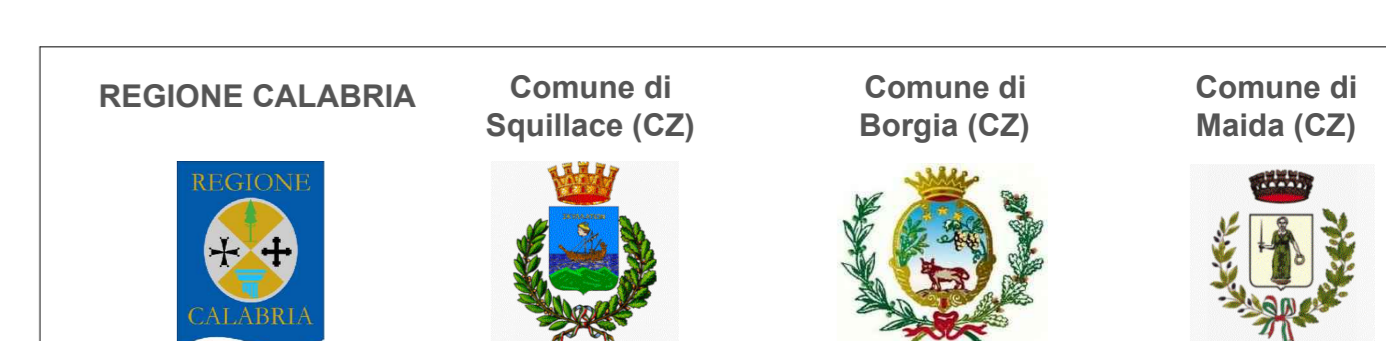 REGIONE CALABRIA
Comune di
Squillace (CZ)
Comune di
Borgia (CZ)
Comune di
Maida (CZ)
REGIONE
CALABRIA